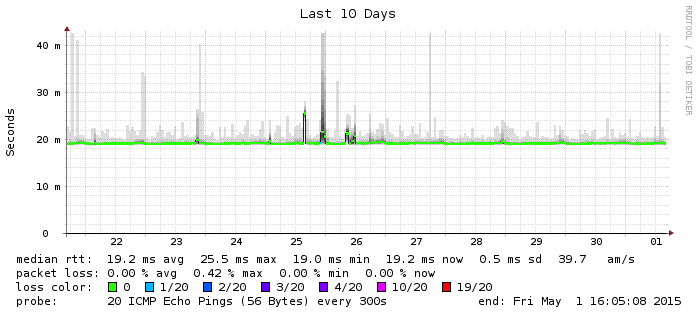 Last 10 Days
RRDTOOL / TOBI OETIKER
Seconds
40 m
30 m
20 m
10 m
0
22 23 24 25 26 27 28 29 30 01
median rtt: 19.2 ms avg 25.5 ms max 19.0 ms min 19.2 ms now 0.5 ms sd 39.7 am/s
packet loss: 0.00 % avg 0.42 % max 0.00 % min 0.00 % now
loss color: 0 1/20 2/20 3/20 4/20 10/20 19/20
probe: 20 ICMP Echo Pings (56 Bytes) every 300s end: Fri May 1 16:05:08 2015